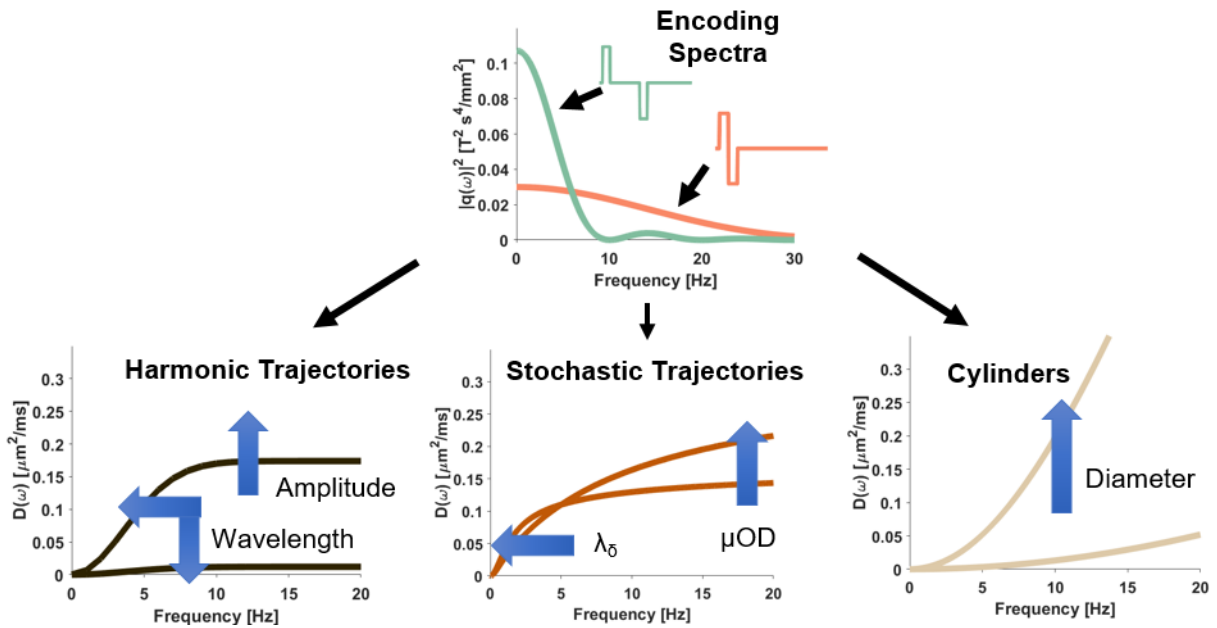 Encoding
Spectra
|q(ω)|² [T² s⁴/mm²]
0.1
0.08
0.06
0.04
0.02
0
0
10
20
30
Frequency [Hz]
Harmonic Trajectories
D(ω) [μm²/ms]
0.3
0.25
0.2
0.15
0.1
0.05
0
Amplitude
Wavelength
0
5
10
15
20
Frequency [Hz]
Stochastic Trajectories
D(ω) [μm²/ms]
0.3
0.25
0.2
0.15
0.1
0.05
0
λδ
μOD
0
5
10
15
20
Frequency [Hz]
Cylinders
D(ω) [μm²/ms]
0.3
0.25
0.2
0.15
0.1
0.05
0
Diameter
0
5
10
15
20
Frequency [Hz]